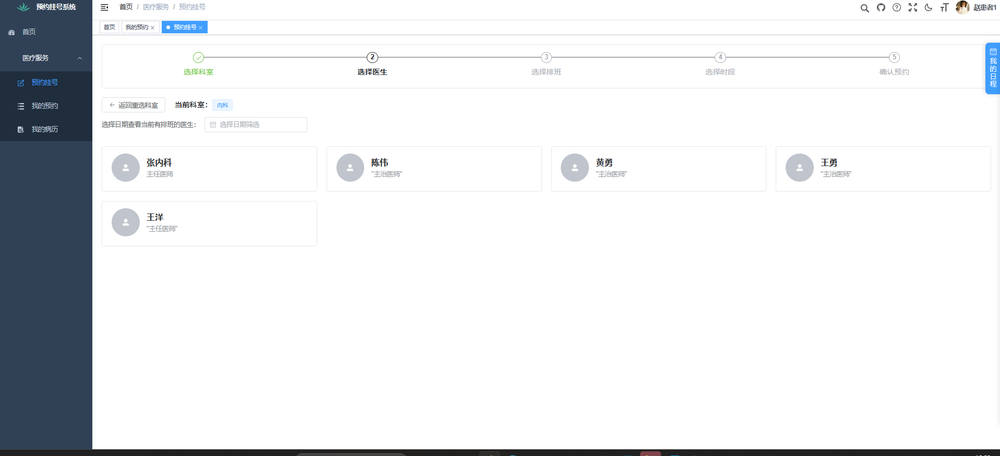 预约挂号系统
首页 / 医疗服务 / 预约挂号
赵患者1
首页
医疗服务
预约挂号
我的预约
我的病历
首页
我的预约 ×
预约挂号 ×
选择科室
2
选择医生
3
选择排班
4
选择时段
5
确认预约
我的日程
← 返回重选科室
当前科室：
内科
选择日期查看当前有排班的医生：
选择日期筛选
张内科
主任医师
陈伟
"主治医师"
黄勇
"主治医师"
王勇
"主治医师"
王洋
"主任医师"